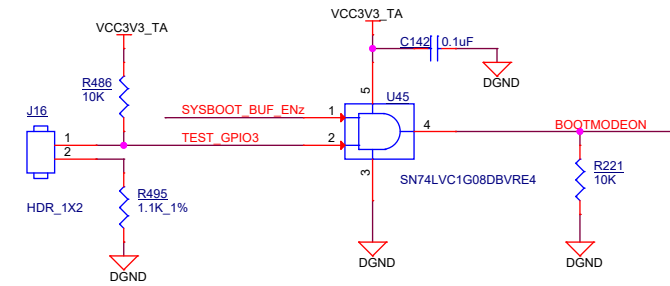 VCC3V3_TA
VCC3V3_TA
C142
0.1uF
DGND
R486
10K
U45
J16
SYSBOOT_BUF_ENz
1
5
4
BOOTMODEON
1
TEST_GPIO3
2
2
3
R221
10K
SN74LVC1G08DBVRE4
HDR_1X2
R495
1.1K_1%
DGND
DGND
DGND